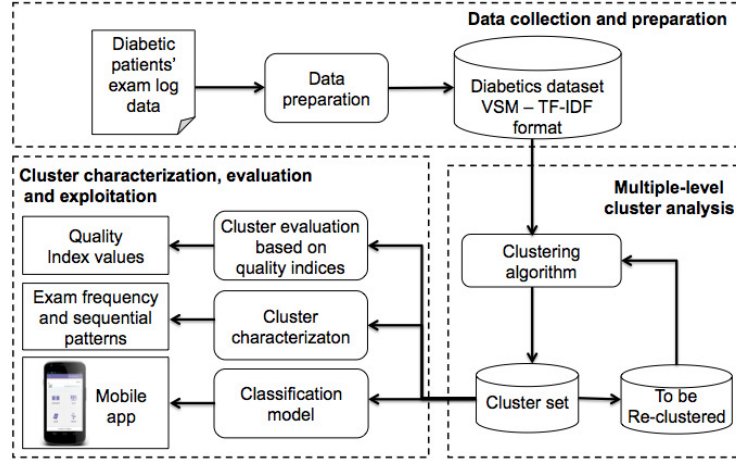 Data collection and preparation
Diabetic
patients'
exam log
data
Data
preparation
Diabetics dataset
VSM – TF-IDF
format
Cluster characterization, evaluation
and exploitation
Quality
Index values
Cluster evaluation
based on
quality indices
Exam frequency
and sequential
patterns
Cluster
characterizaton
Mobile
app
Classification
model
Multiple-level
cluster analysis
Clustering
algorithm
Cluster set
To be
Re-clustered